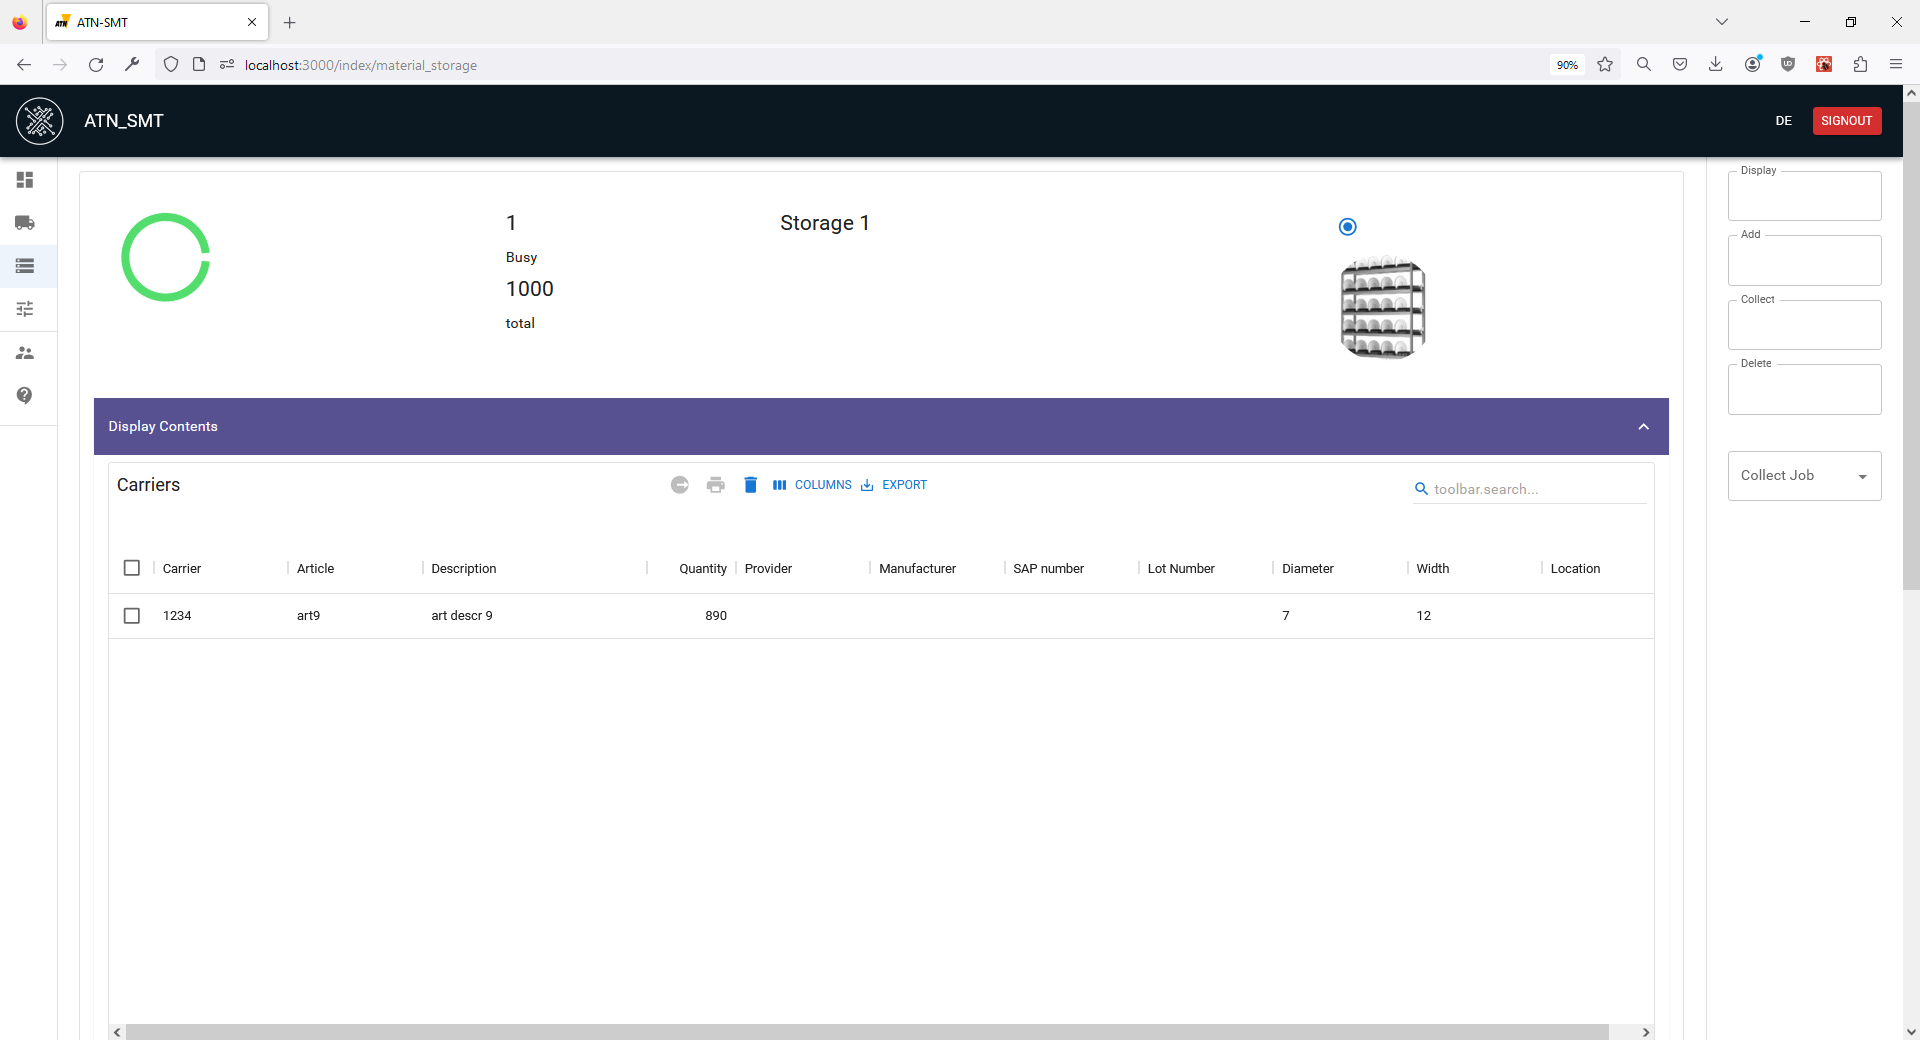 ATN-SMT
localhost:3000/index/material_storage
90%
ATN_SMT
DE
SIGNOUT
1
Busy
1000
total
Storage 1
Display
Add
Collect
Delete
Collect Job
Display Contents
Carriers
COLUMNS
EXPORT
toolbar.search...
Carrier Article Description Quantity Provider Manufacturer SAP number Lot Number Diameter Width Location
1234 art9 art descr 9 890 7 12